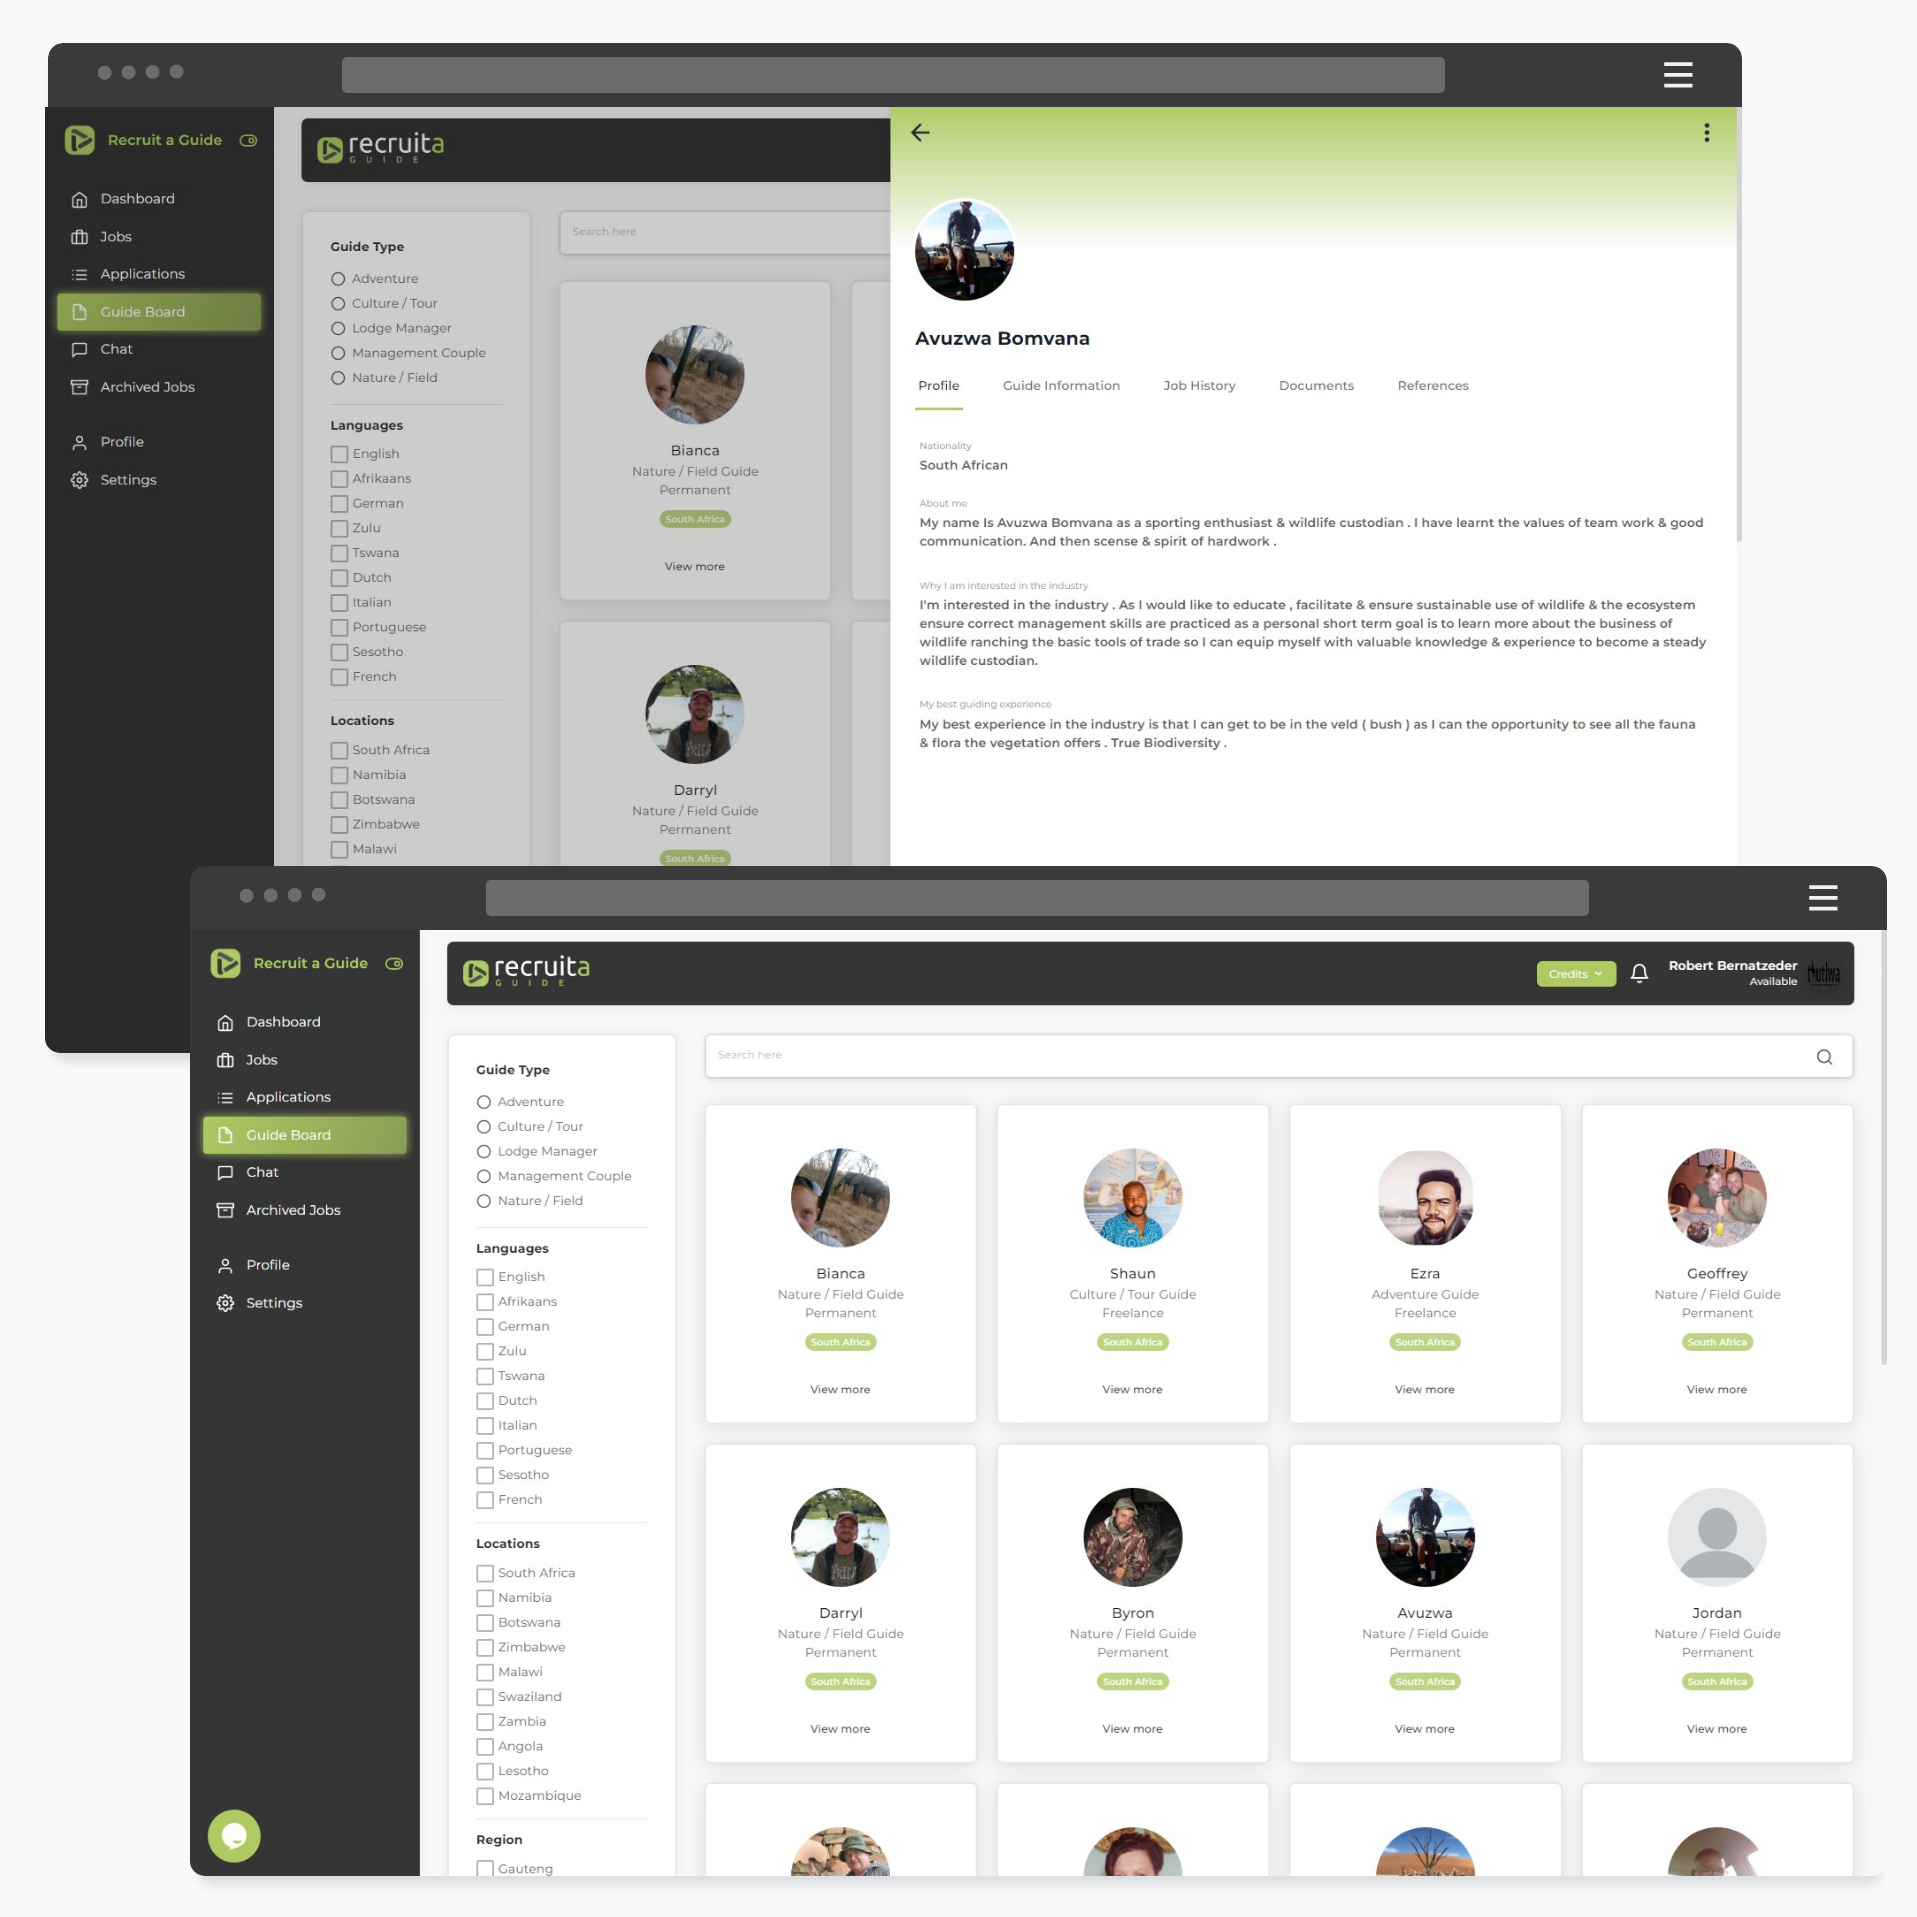 Recruit a Guide
Dashboard
Jobs
Applications
Guide Board
Chat
Archived Jobs
Profile
Settings
recruita
GUIDE
Guide Type
Adventure
Culture / Tour
Lodge Manager
Management Couple
Nature / Field
Languages
English
Afrikaans
German
Zulu
Tswana
Dutch
Italian
Portuguese
Sesotho
French
Locations
South Africa
Namibia
Botswana
Zimbabwe
Malawi
Search here
Bianca
Nature / Field Guide
Permanent
South Africa
View more
Darryl
Nature / Field Guide
Permanent
South Africa
Avuzwa Bomvana
Profile Guide Information Job History Documents References
Nationality
South African
About me
My name Is Avuzwa Bomvana as a sporting enthusiast & wildlife custodian . I have learnt the values of team work & good
communication. And then scense & spirit of hardwork .
Why I am interested in the industry
I'm interested in the industry . As I would like to educate , facilitate & ensure sustainable use of wildlife & the ecosystem
ensure correct management skills are practiced as a personal short term goal is to learn more about the business of
wildlife ranching the basic tools of trade so I can equip myself with valuable knowledge & experience to become a steady
wildlife custodian.
My best guiding experience
My best experience in the industry is that I can get to be in the veld ( bush ) as I can the opportunity to see all the fauna
& flora the vegetation offers . True Biodiversity .
Recruit a Guide
Dashboard
Jobs
Applications
Guide Board
Chat
Archived Jobs
Profile
Settings
recruita
GUIDE
Credits
Robert Bernatzeder
Available
thutlwa
Guide Type
Adventure
Culture / Tour
Lodge Manager
Management Couple
Nature / Field
Languages
English
Afrikaans
German
Zulu
Tswana
Dutch
Italian
Portuguese
Sesotho
French
Locations
South Africa
Namibia
Botswana
Zimbabwe
Malawi
Swaziland
Zambia
Angola
Lesotho
Mozambique
Region
Gauteng
Search here
Bianca
Nature / Field Guide
Permanent
South Africa
View more
Shaun
Culture / Tour Guide
Freelance
South Africa
View more
Ezra
Adventure Guide
Freelance
South Africa
View more
Geoffrey
Nature / Field Guide
Permanent
South Africa
View more
Darryl
Nature / Field Guide
Permanent
South Africa
View more
Byron
Nature / Field Guide
Permanent
South Africa
View more
Avuzwa
Nature / Field Guide
Permanent
South Africa
View more
Jordan
Nature / Field Guide
Permanent
South Africa
View more